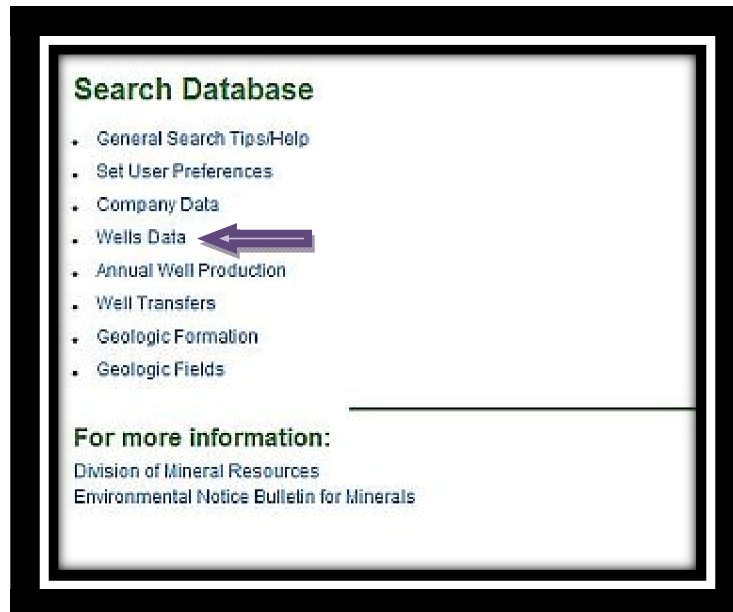 Search Database
• General Search Tips/Help
• Set User Preferences
• Company Data
• Wells Data
• Annual Well Production
• Well Transfers
• Geologic Formation
• Geologic Fields
For more information:
Division of Mineral Resources
Environmental Notice Bulletin for Minerals